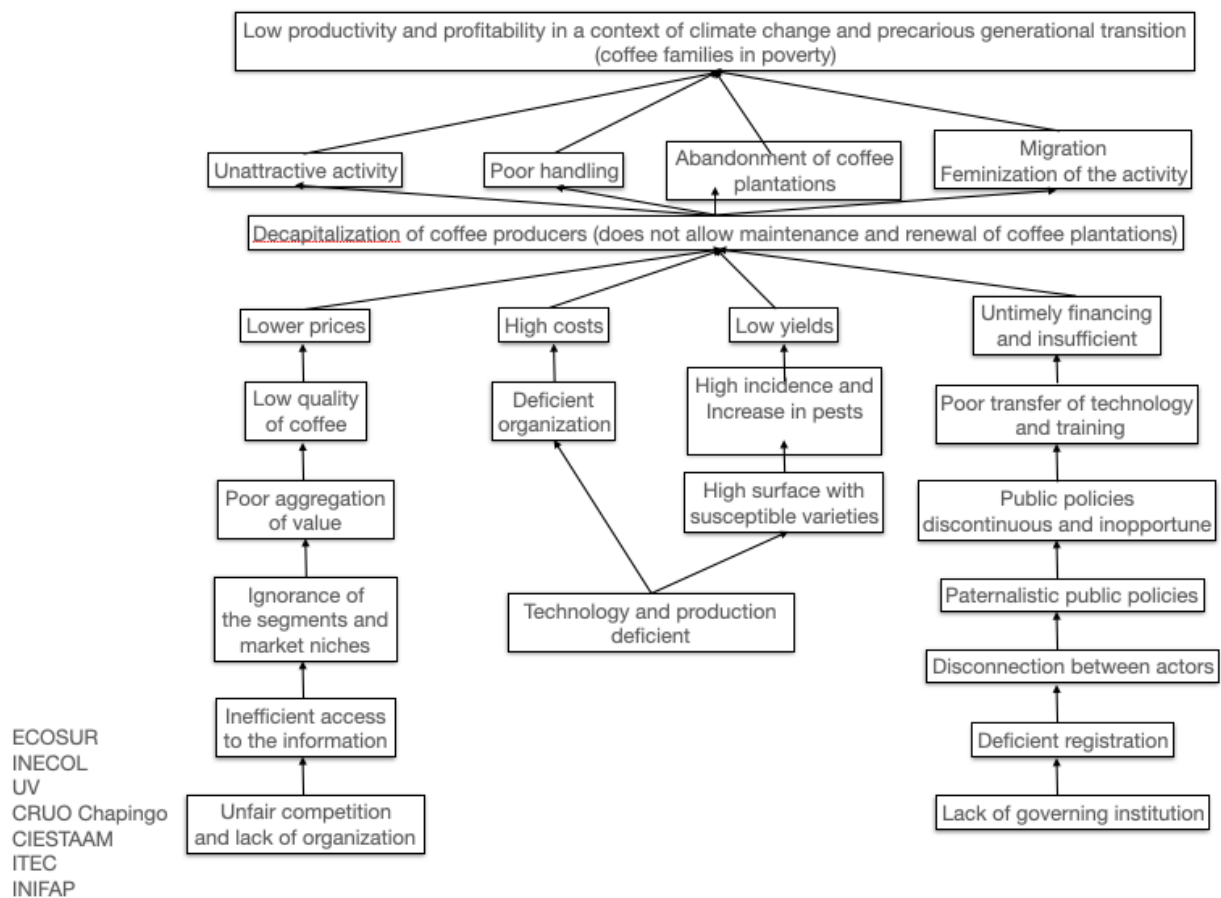 Low productivity and profitability in a context of climate change and precarious generational transition
(coffee families in poverty)
Unattractive activity
Poor handling
Abandonment of coffee
plantations
Migration
Feminization of the activity
Decapitalization of coffee producers (does not allow maintenance and renewal of coffee plantations)
Lower prices
High costs
Low yields
Untimely financing
and insufficient
Low quality
of coffee
Deficient
organization
High incidence and
Increase in pests
Poor transfer of technology
and training
Poor aggregation
of value
High surface with
susceptible varieties
Public policies
discontinuous and inopportune
Ignorance of
the segments and
market niches
Technology and production
deficient
Paternalistic public policies
Disconnection between actors
Inefficient access
to the information
Deficient registration
Unfair competition
and lack of organization
Lack of governing institution
ECOSUR
INECOL
UV
CRUO Chapingo
CIESTAAM
ITEC
INIFAP